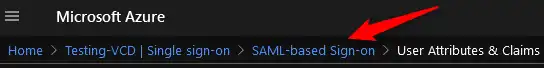 Microsoft Azure
Home > Testing-VCD | Single sign-on > SAML-based Sign-on > User Attributes & Claims